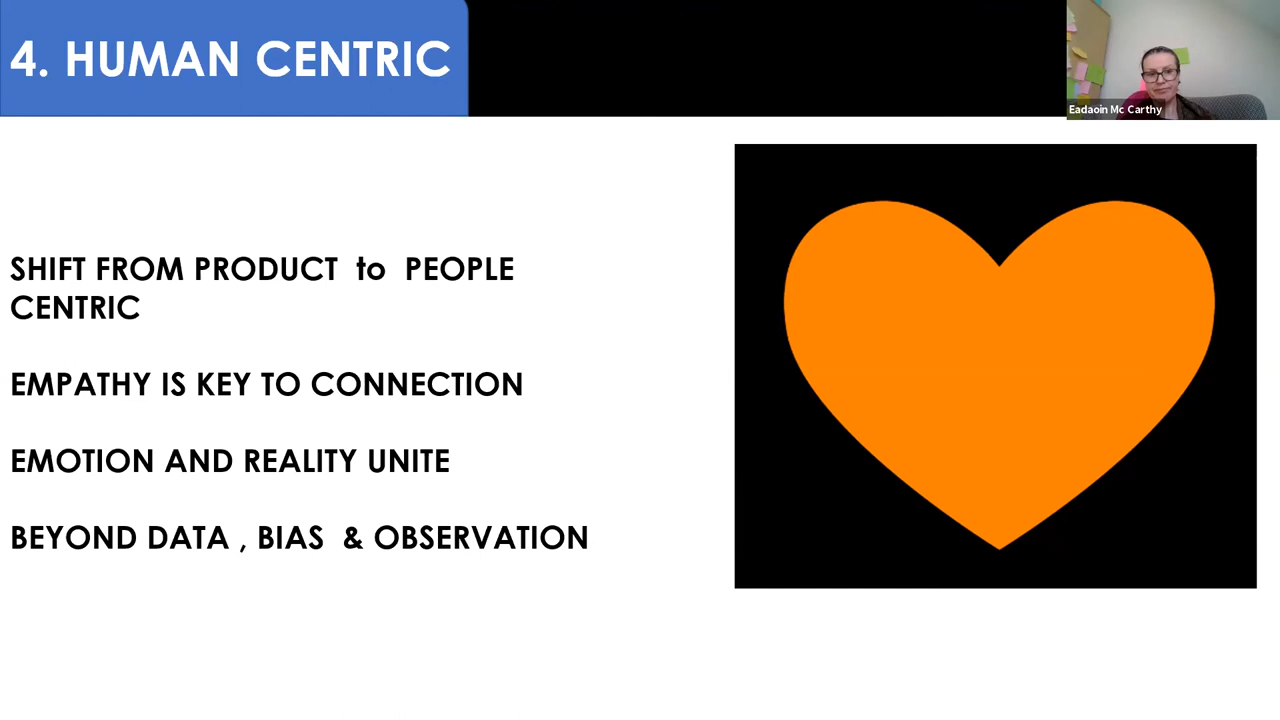 4. HUMAN CENTRIC
Eadaoin Mc Carthy
SHIFT FROM PRODUCT to PEOPLE
CENTRIC
EMPATHY IS KEY TO CONNECTION
EMOTION AND REALITY UNITE
BEYOND DATA , BIAS & OBSERVATION